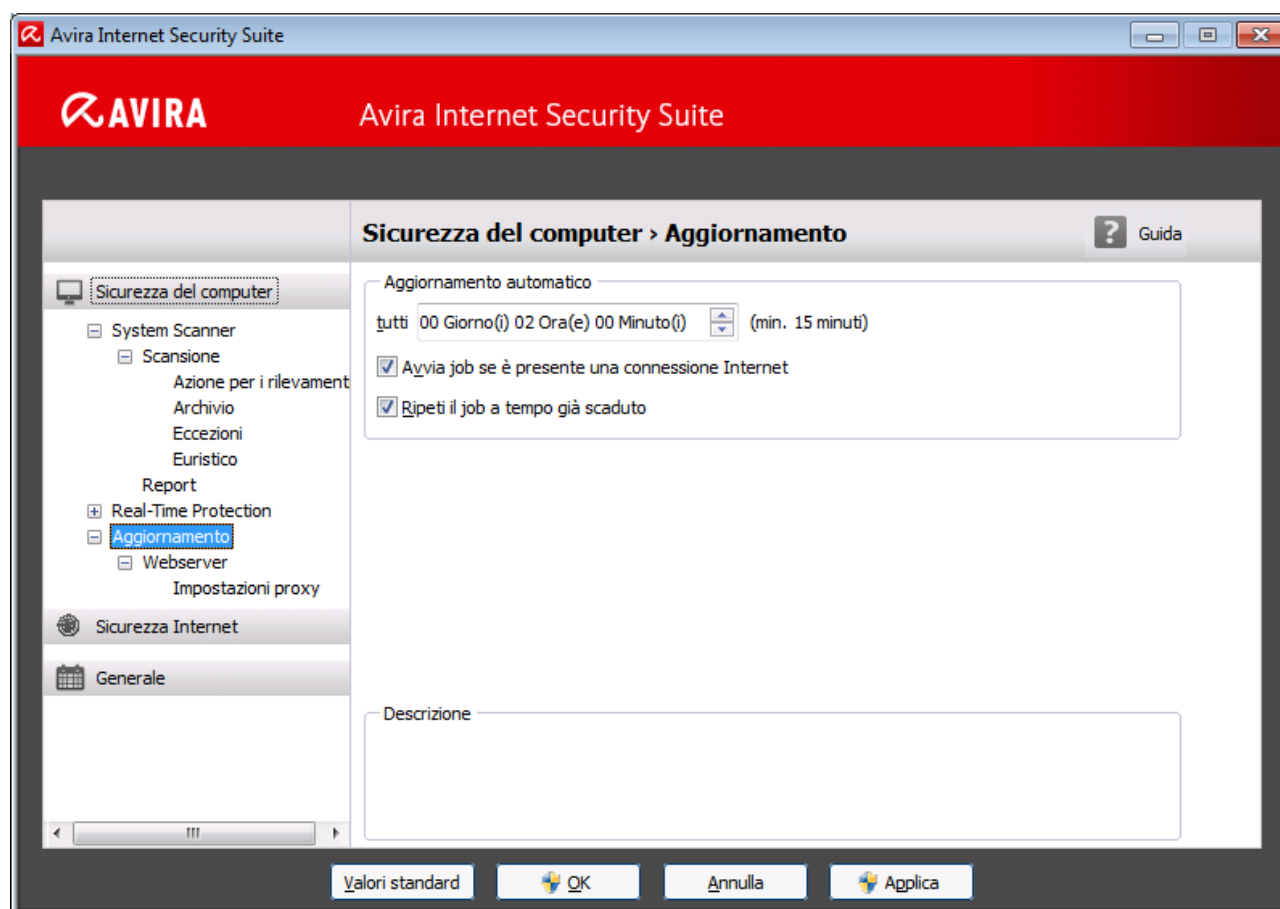 Avira Internet Security Suite
AVIRA
Avira Internet Security Suite
Sicurezza del computer › Aggiornamento
? Guida
Sicurezza del computer
System Scanner
Scansione
Azione per i rilevament
Archivio
Eccezioni
Euristico
Report
Real-Time Protection
Aggiornamento
Webserver
Impostazioni proxy
Sicurezza Internet
Generale
Aggiornamento automatico
tutti 00 Giorno(i) 02 Ora(e) 00 Minuto(i) (min. 15 minuti)
Avvia job se è presente una connessione Internet
Ripeti il job a tempo già scaduto
Descrizione
Valori standard OK Annulla Applica